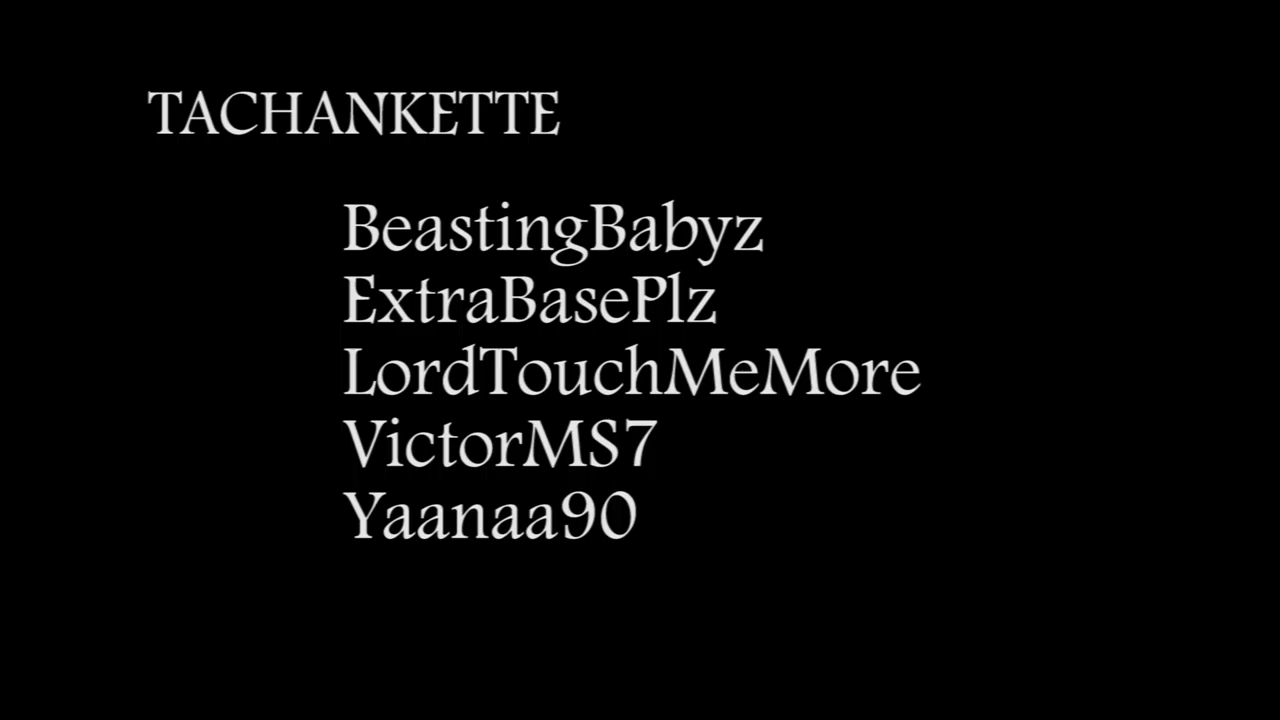 TACHANKETTE
BeastingBabyz
ExtraBasePlz
LordTouchMeMore
VictorMS7
Yaanaa90